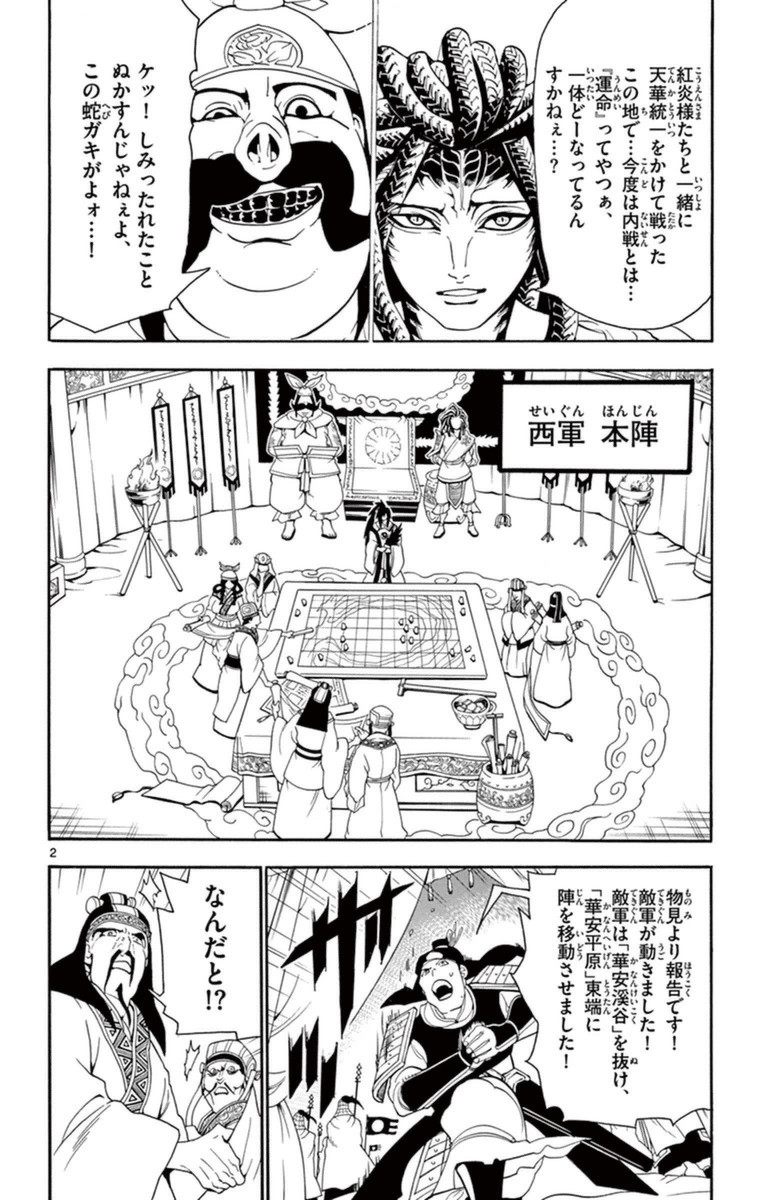 紅炎様たちと一緒に
天華統一をかけて戦った
この地で…今度は内戦とは…
『運命』ってやつぁ、
一体どーなってるん
すかねぇ…?
ケッ! しみったれたこと
ぬかすんじゃねぇよ、
この蛇ガキがよォ…!
西軍 本陣
物見より報告です!
敵軍が動きました!
敵軍は「華安渓谷」を抜け、
「華安平原」東端に
陣を移動させました!
ガバッ
なんだと!?
2